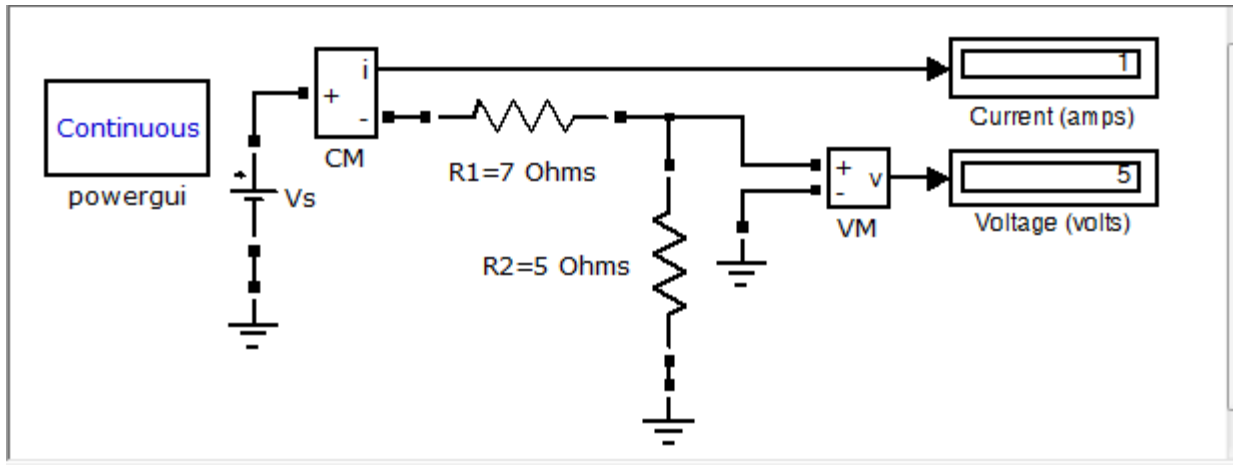 Continuous
powergui
Vs
i
+
-
CM
R1=7 Ohms
R2=5 Ohms
+
-
v
VM
1
Current (amps)
5
Voltage (volts)